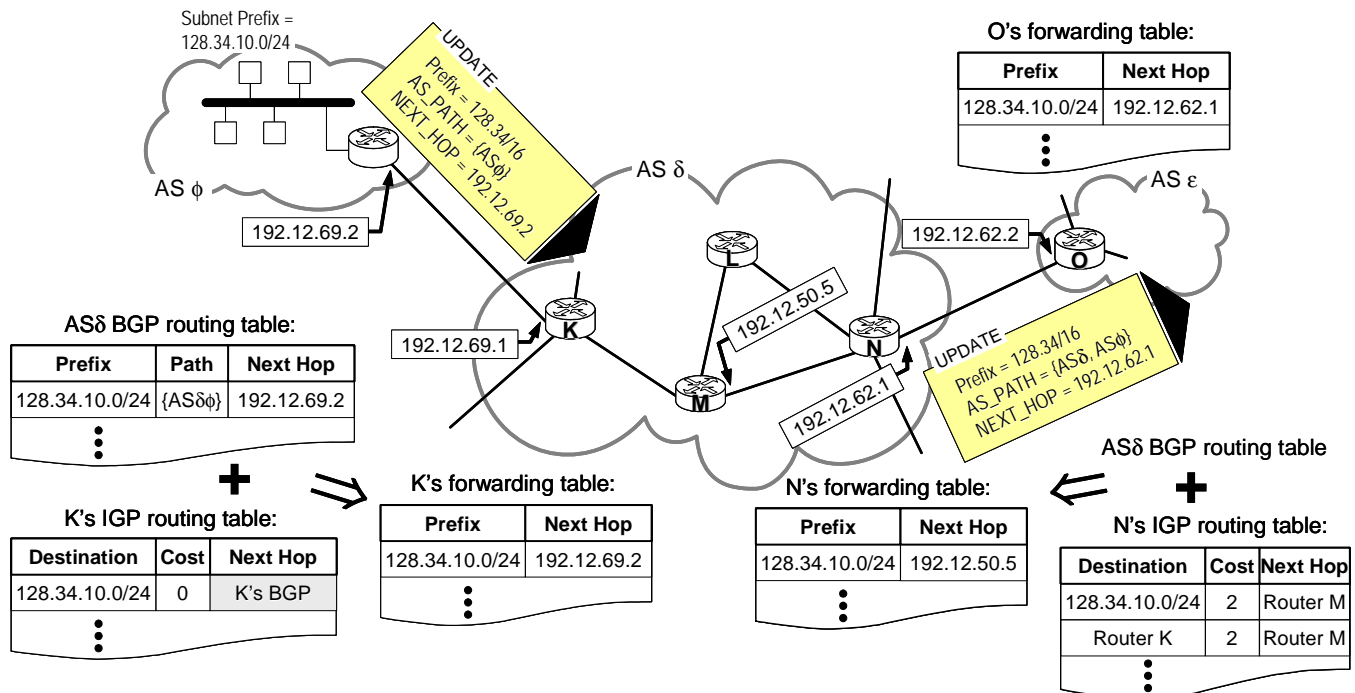 Subnet Prefix =
128.34.10.0/24
AS ϕ
192.12.69.2
UPDATE
Prefix = 128.34/16
AS_PATH = {ASϕ}
NEXT_HOP = 192.12.69.2
AS δ
O's forwarding table:
Prefix Next Hop
128.34.10.0/24 192.12.62.1
AS ε
192.12.62.2
O
L
192.12.50.5
K
192.12.69.1
N
M
192.12.62.1
UPDATE
Prefix = 128.34/16
AS_PATH = {ASδ, ASϕ}
NEXT_HOP = 192.12.62.1
ASδ BGP routing table:
Prefix Path Next Hop
128.34.10.0/24 {ASδϕ} 192.12.69.2
+
K's IGP routing table:
Destination Cost Next Hop
128.34.10.0/24 0 K's BGP
K's forwarding table:
Prefix Next Hop
128.34.10.0/24 192.12.69.2
N's forwarding table:
Prefix Next Hop
128.34.10.0/24 192.12.50.5
ASδ BGP routing table
+
N's IGP routing table:
Destination Cost Next Hop
128.34.10.0/24 2 Router M
Router K 2 Router M